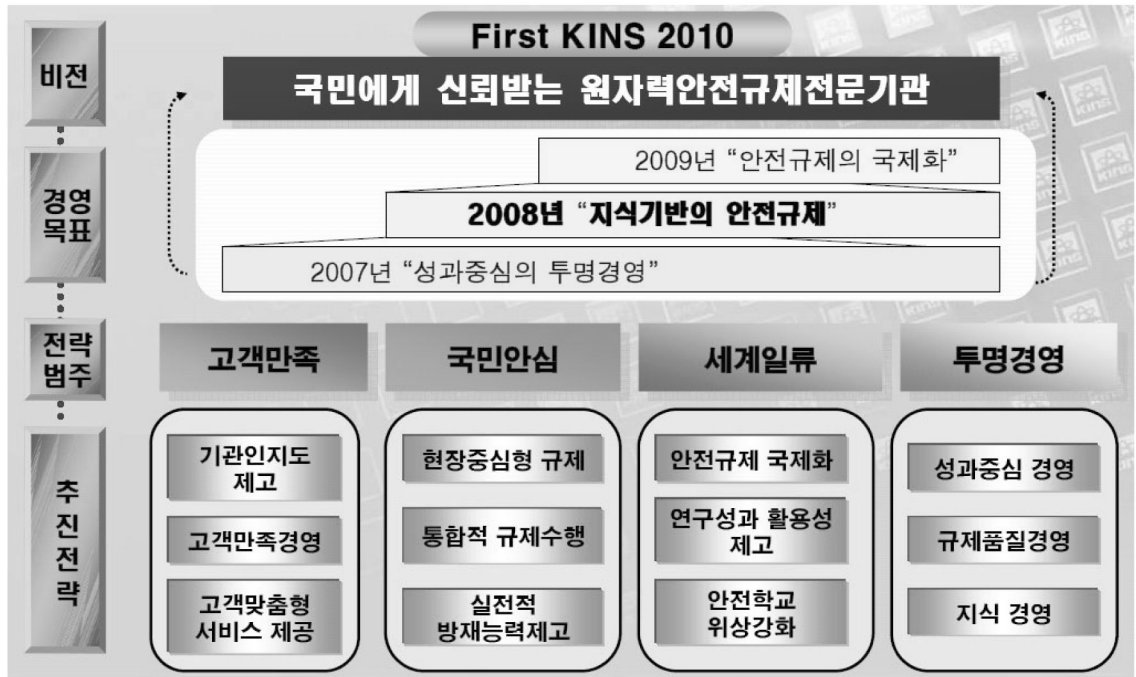 First KINS 2010
비전
국민에게 신뢰받는 원자력안전규제전문기관
경영
목표
2009년 “안전규제의 국제화”
2008년 “지식기반의 안전규제”
2007년 “성과중심의 투명경영”
전략
범주
고객만족
국민안심
세계일류
투명경영
추
진
전
략
기관인지도
제고
고객만족경영
고객맞춤형
서비스 제공
현장중심형 규제
통합적 규제수행
실전적
방재능력제고
안전규제 국제화
연구성과 활용성
제고
안전학교
위상강화
성과중심 경영
규제품질경영
지식 경영
KINS